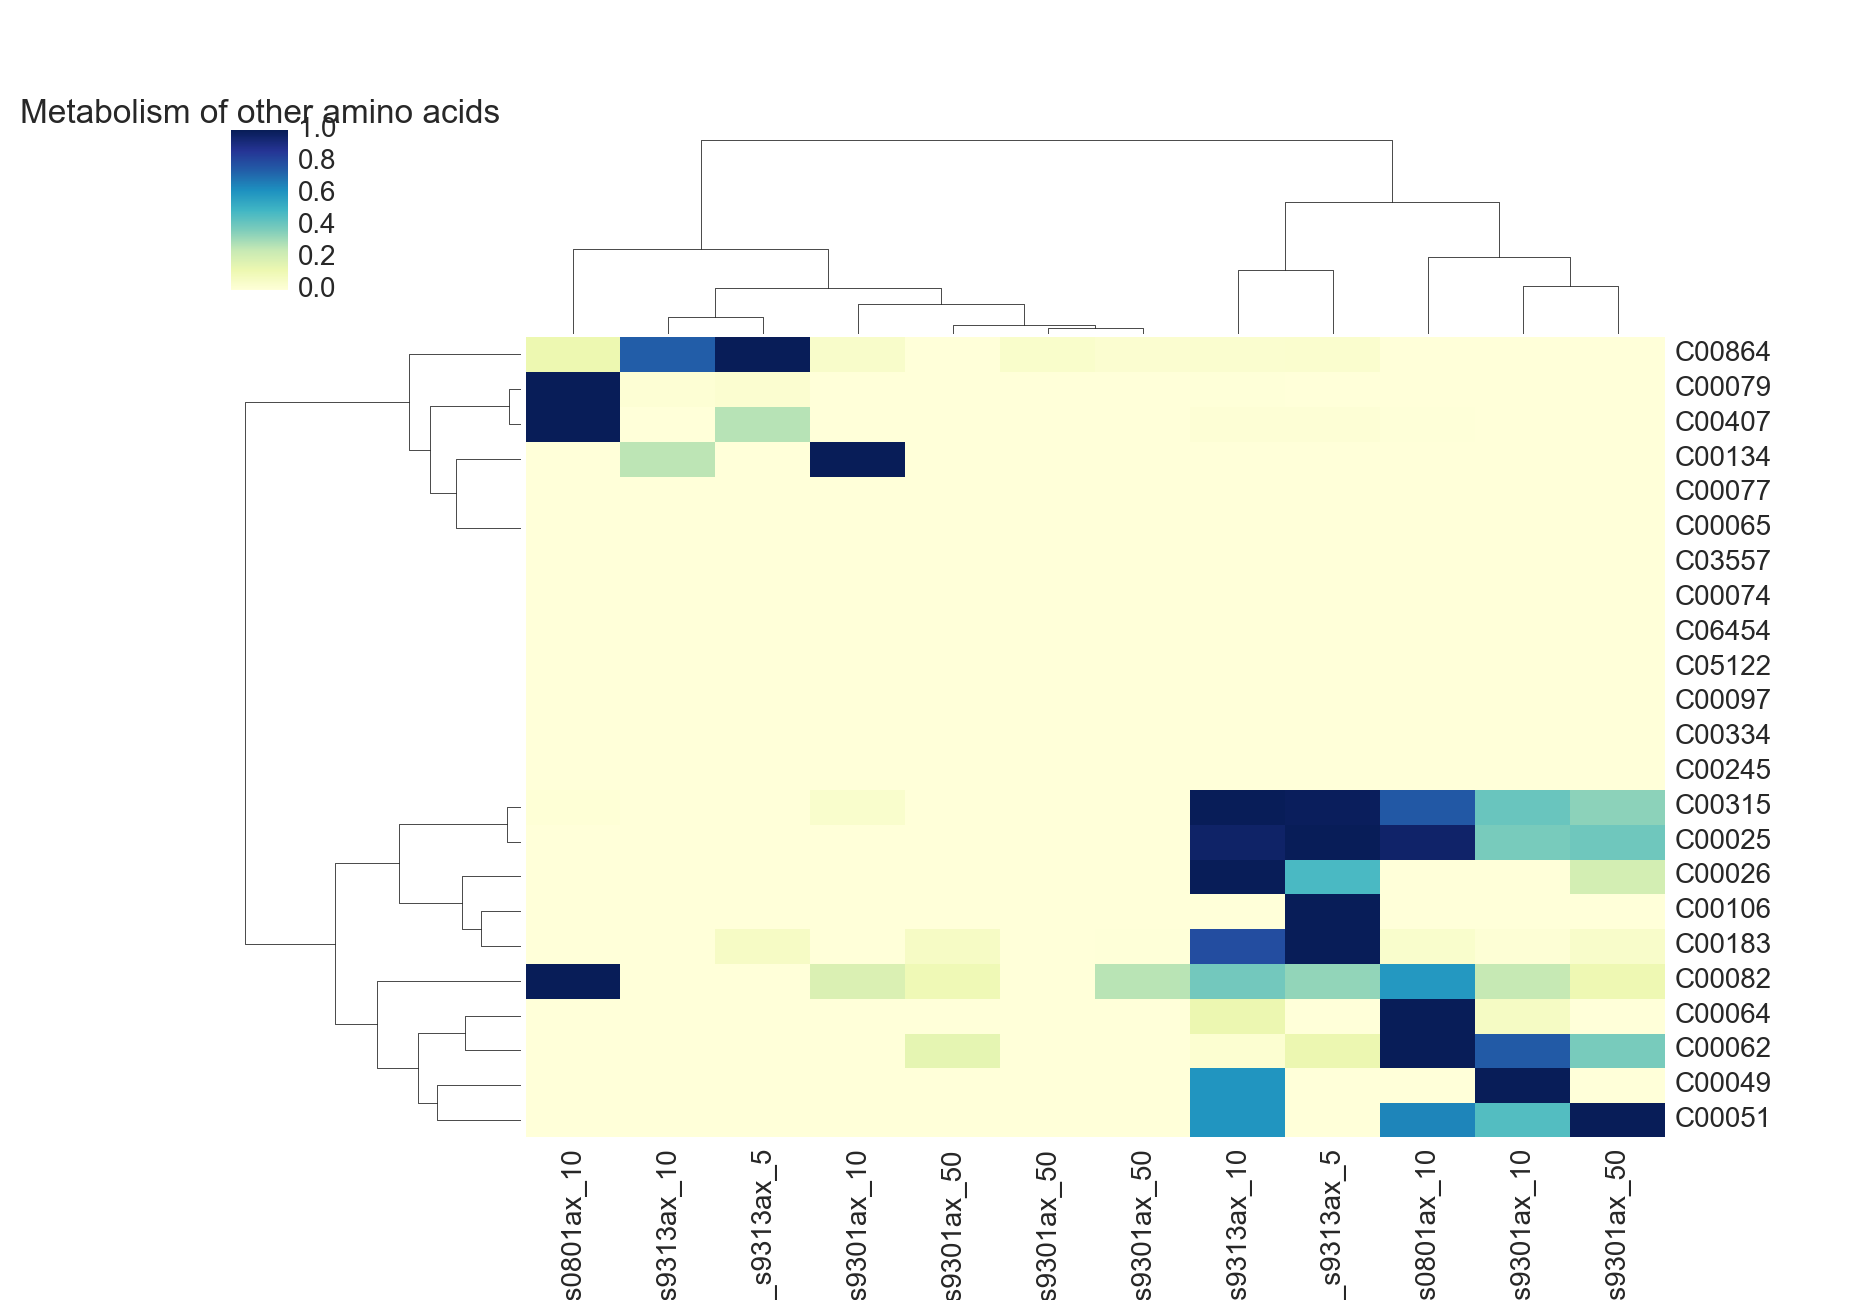 Metabolism of other amino acids
1.0
0.8
0.6
0.4
0.2
0.0
C00864
C00079
C00407
C00134
C00077
C00065
C03557
C00074
C06454
C05122
C00097
C00334
C00245
C00315
C00025
C00026
C00106
C00183
C00082
C00064
C00062
C00049
C00051
s0801ax_10
s9313ax_10
_s9313ax_5
s9301ax_10
s9301ax_50
s9301ax_50
s9301ax_50
s9313ax_10
_s9313ax_5
s0801ax_10
s9301ax_10
s9301ax_50